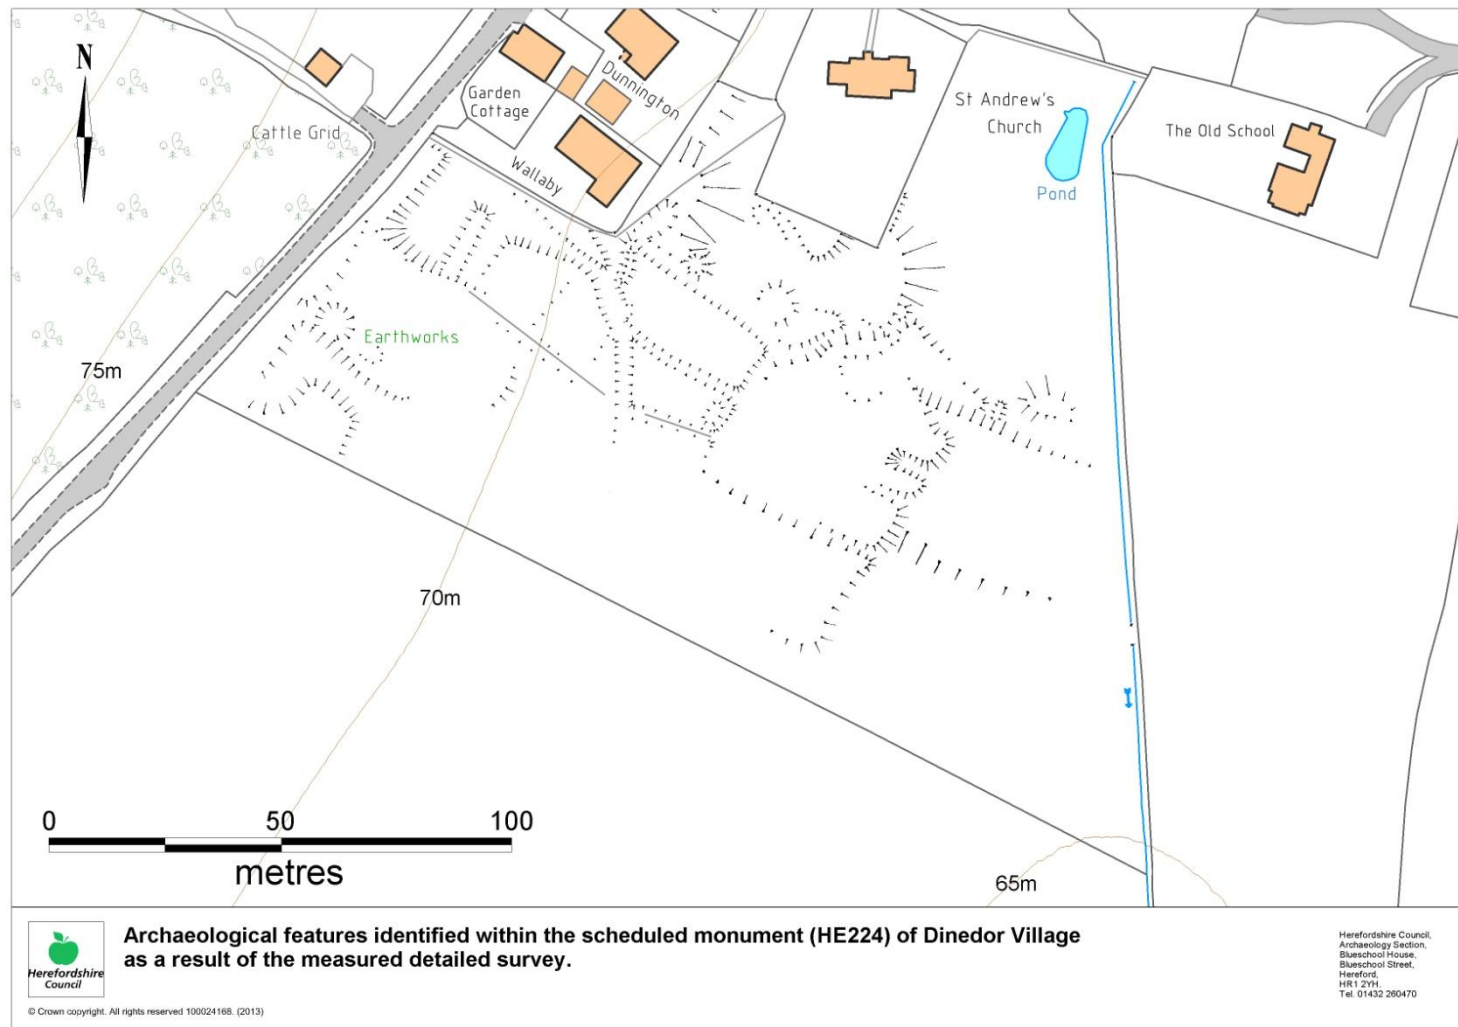 N
Cattle Grid
Garden
Cottage
Dunnington
Wallaby
St Andrew's
Church
Pond
The Old School
Earthworks
75m
70m
65m
0 50 100
metres
Herefordshire
Council
Archaeological features identified within the scheduled monument (HE224) of Dinedor Village
as a result of the measured detailed survey.
© Crown copyright. All rights reserved 100024168. (2013)
Herefordshire Council,
Archaeology Section,
Blueschool House,
Blueschool Street,
Hereford,
HR1 2YH.
Tel. 01432 260470